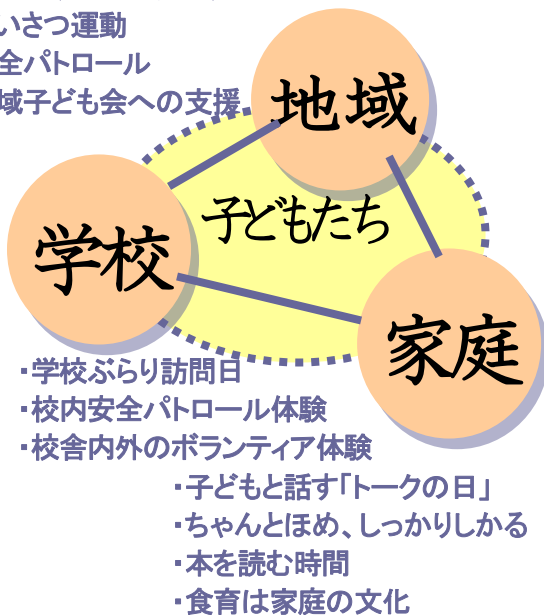 いさつ運動
全パトロール
域子ども会への支援
地域
子どもたち
学校
家庭
・学校ぶらり訪問日
・校内安全パトロール体験
・校舎内外のボランティア体験
・子どもと話す「トークの日」
・ちゃんとほめ、しっかりしかる
・本を読む時間
・食育は家庭の文化